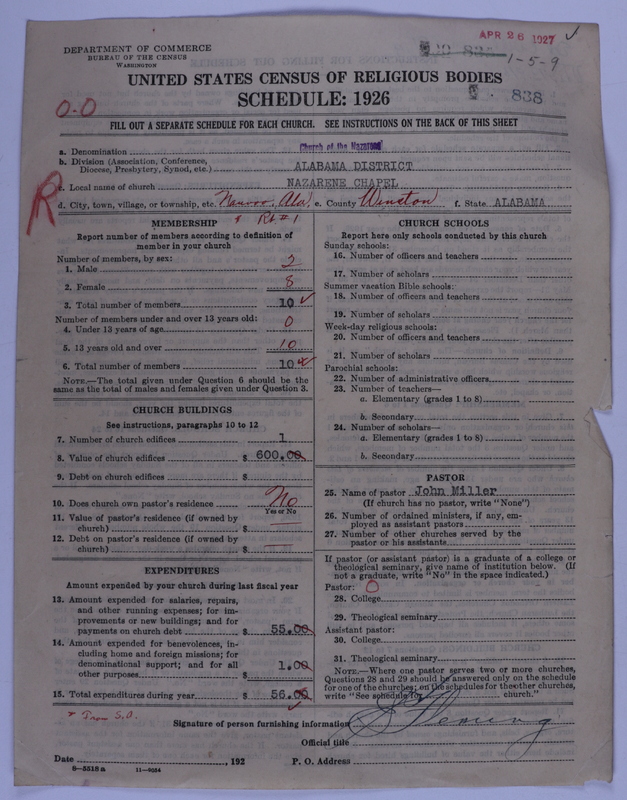 APR 26 1927 ✓
DEPARTMENT OF COMMERCE
BUREAU OF THE CENSUS
WASHINGTON
1-5-9
UNITED STATES CENSUS OF RELIGIOUS BODIES
SCHEDULE: 1926
838
0-0
FILL OUT A SEPARATE SCHEDULE FOR EACH CHURCH. SEE INSTRUCTIONS ON THE BACK OF THIS SHEET
a. Denomination Church of the Nazarene
b. Division (Association, Conference,
Diocese, Presbytery, Synod, etc.) ALABAMA DISTRICT
c. Local name of church NAZARENE CHAPEL
R
d. City, town, village, or township, etc. Nauvoo, Ala, e. County Winston f. State ALABAMA
Rt #1
MEMBERSHIP
Report number of members according to definition of
member in your church
Number of members, by sex:
1. Male 2
2. Female 8
3. Total number of members 10 ✓
Number of members under and over 13 years old:
4. Under 13 years of age 0
5. 13 years old and over 10
6. Total number of members 10
NOTE.—The total given under Question 6 should be the
same as the total of males and females given under Question 3.
CHURCH BUILDINGS
See instructions, paragraphs 10 to 12
7. Number of church edifices 1
8. Value of church edifices $ 600.00
9. Debt on church edifices $
10. Does church own pastor's residence No
Yes or No
11. Value of pastor's residence (if owned by
church) $ —
12. Debt on pastor's residence (if owned by
church) $ —
EXPENDITURES
Amount expended by your church during last fiscal year
13. Amount expended for salaries, repairs,
and other running expenses; for im-
provements or new buildings; and for
payments on church debt $ 55.00
14. Amount expended for benevolences, in-
cluding home and foreign missions; for
denominational support; and for all
other purposes $ 1.00
15. Total expenditures during year $ 56.00
* From S.O.
CHURCH SCHOOLS
Report here only schools conducted by this church
Sunday schools:
16. Number of officers and teachers
17. Number of scholars
Summer vacation Bible schools:
18. Number of officers and teachers
19. Number of scholars
Week-day religious schools:
20. Number of officers and teachers
21. Number of scholars
Parochial schools:
22. Number of administrative officers
23. Number of teachers—
a. Elementary (grades 1 to 8)
b. Secondary
24. Number of scholars—
a. Elementary (grades 1 to 8)
b. Secondary
PASTOR
25. Name of pastor John Miller
(If church has no pastor, write "None")
26. Number of ordained ministers, if any, em-
ployed as assistant pastors
27. Number of other churches served by the
pastor or his assistants
If pastor (or assistant pastor) is a graduate of a college or
theological seminary, give name of institution below. (If
not a graduate, write "No" in the space indicated.)
Pastor: 0
28. College
29. Theological seminary
Assistant pastor:
30. College
31. Theological seminary
NOTE.—Where one pastor serves two or more churches,
Questions 28 and 29 should be answered only on the schedule
for one of the churches; on the schedules for the other churches,
write "See schedule for church."
Signature of person furnishing information
Official title
Date , 192 P. O. Address
8—5518 a 11—9034